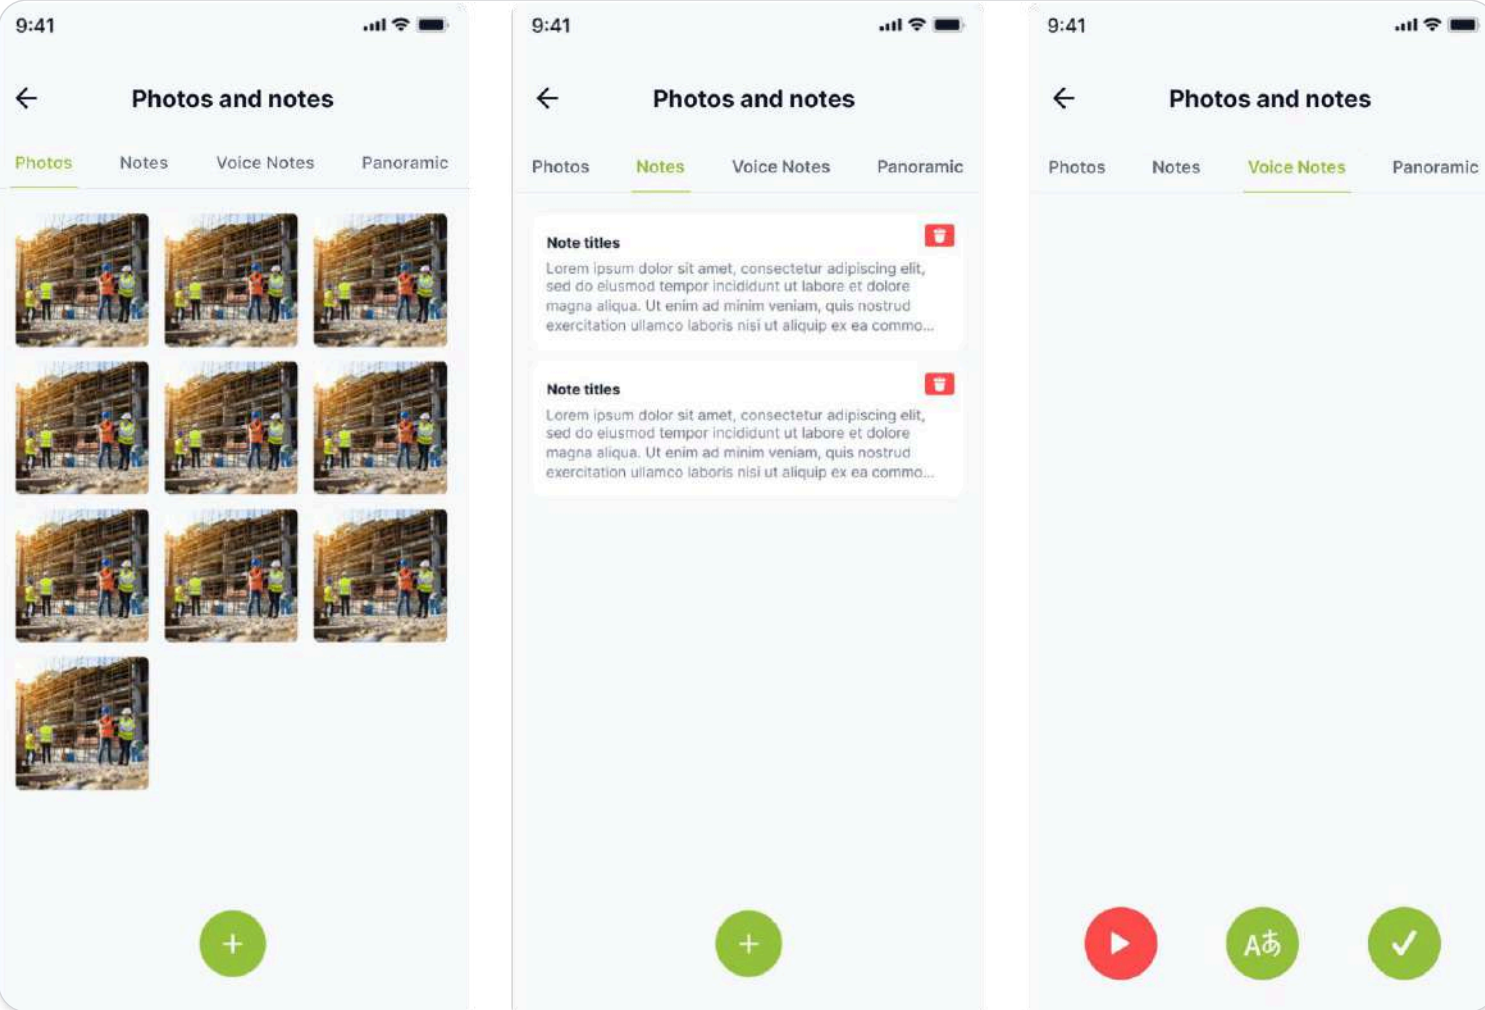 9:41
Photos and notes
Photos Notes Voice Notes Panoramic
9:41
Photos and notes
Photos Notes Voice Notes Panoramic
Note titles
Lorem ipsum dolor sit amet, consectetur adipiscing elit,
sed do eiusmod tempor incididunt ut labore et dolore
magna aliqua. Ut enim ad minim veniam, quis nostrud
exercitation ullamco laboris nisi ut aliquip ex ea commo...
Note titles
Lorem ipsum dolor sit amet, consectetur adipiscing elit,
sed do eiusmod tempor incididunt ut labore et dolore
magna aliqua. Ut enim ad minim veniam, quis nostrud
exercitation ullamco laboris nisi ut aliquip ex ea commo...
9:41
Photos and notes
Photos Notes Voice Notes Panoramic
Aあ